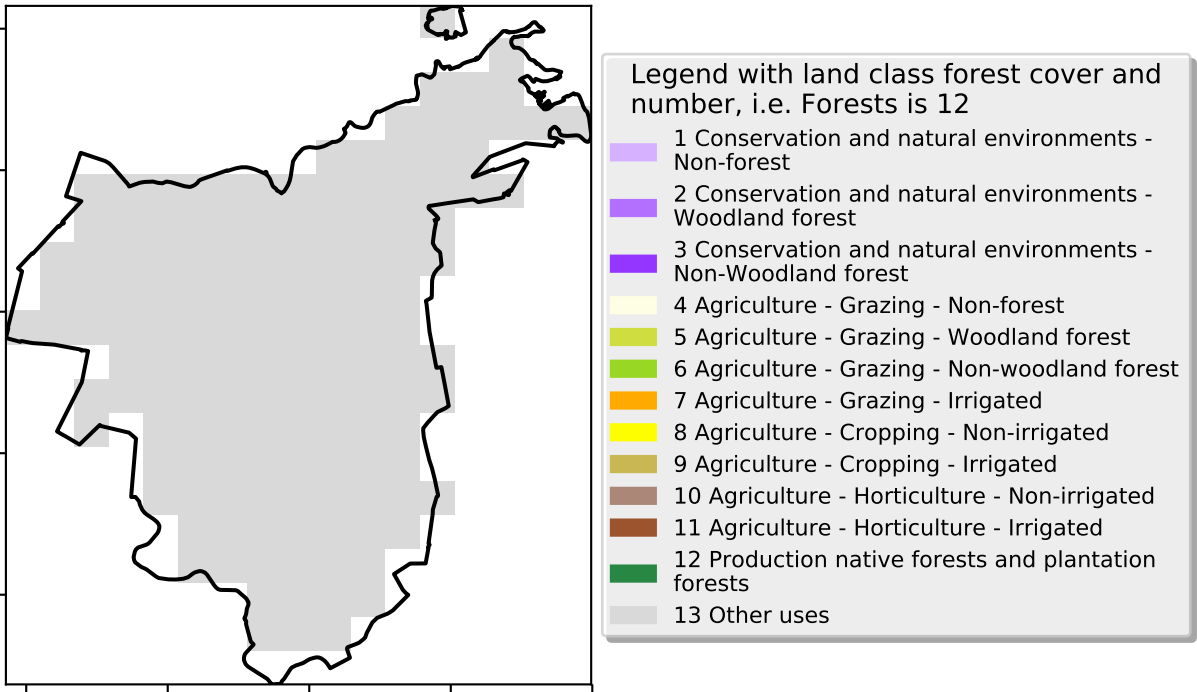 Legend with land class forest cover and
number, i.e. Forests is 12
1 Conservation and natural environments -
Non-forest
2 Conservation and natural environments -
Woodland forest
3 Conservation and natural environments -
Non-Woodland forest
4 Agriculture - Grazing - Non-forest
5 Agriculture - Grazing - Woodland forest
6 Agriculture - Grazing - Non-woodland forest
7 Agriculture - Grazing - Irrigated
8 Agriculture - Cropping - Non-irrigated
9 Agriculture - Cropping - Irrigated
10 Agriculture - Horticulture - Non-irrigated
11 Agriculture - Horticulture - Irrigated
12 Production native forests and plantation
forests
13 Other uses